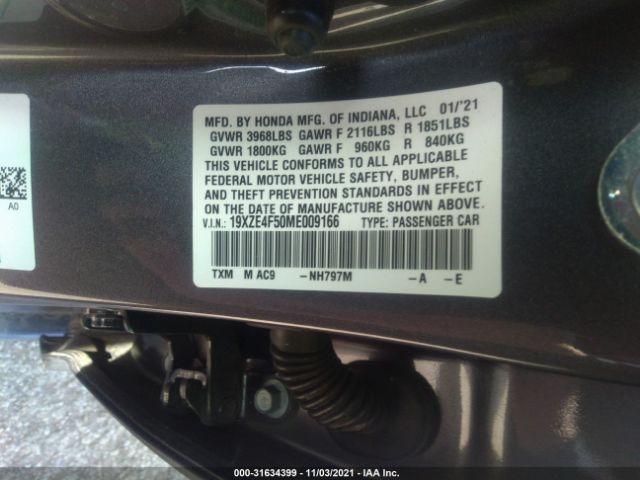 MFD. BY HONDA MFG. OF INDIANA, LLC 01/'21
GVWR 3968LBS GAWR F 2116LBS R 1851LBS
GVWR 1800KG GAWR F 960KG R 840KG
THIS VEHICLE CONFORMS TO ALL APPLICABLE
FEDERAL MOTOR VEHICLE SAFETY, BUMPER,
AND THEFT PREVENTION STANDARDS IN EFFECT
ON THE DATE OF MANUFACTURE SHOWN ABOVE.
V.I.N.: 19XZE4F50ME009166 TYPE: PASSENGER CAR
TXM M AC9 -NH797M -A -E
A0
000-31634399 - 11/03/2021 - IAA Inc.